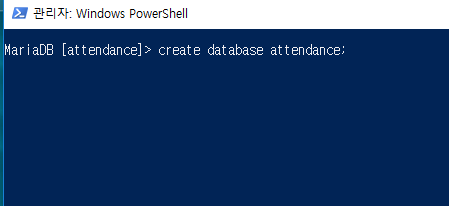 관리자: Windows PowerShell
MariaDB [attendance]> create database attendance;